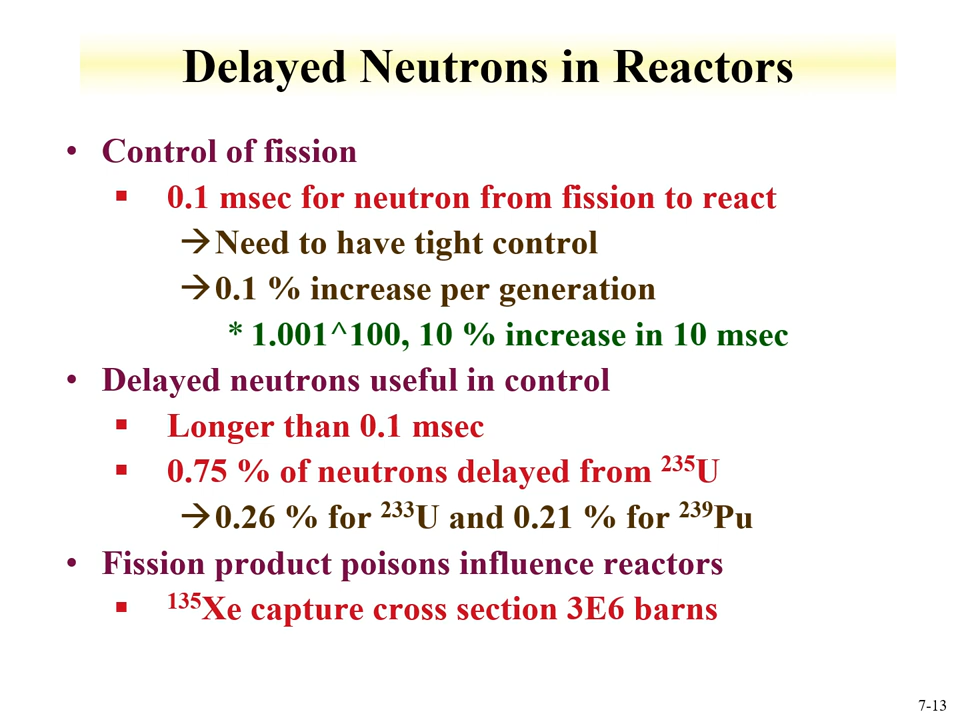 Delayed Neutrons in Reactors
• Control of fission
▪ 0.1 msec for neutron from fission to react
→Need to have tight control
→0.1 % increase per generation
* 1.001^100, 10 % increase in 10 msec
• Delayed neutrons useful in control
▪ Longer than 0.1 msec
▪ 0.75 % of neutrons delayed from ²³⁵U
→0.26 % for ²³³U and 0.21 % for ²³⁹Pu
• Fission product poisons influence reactors
▪ ¹³⁵Xe capture cross section 3E6 barns
7-13